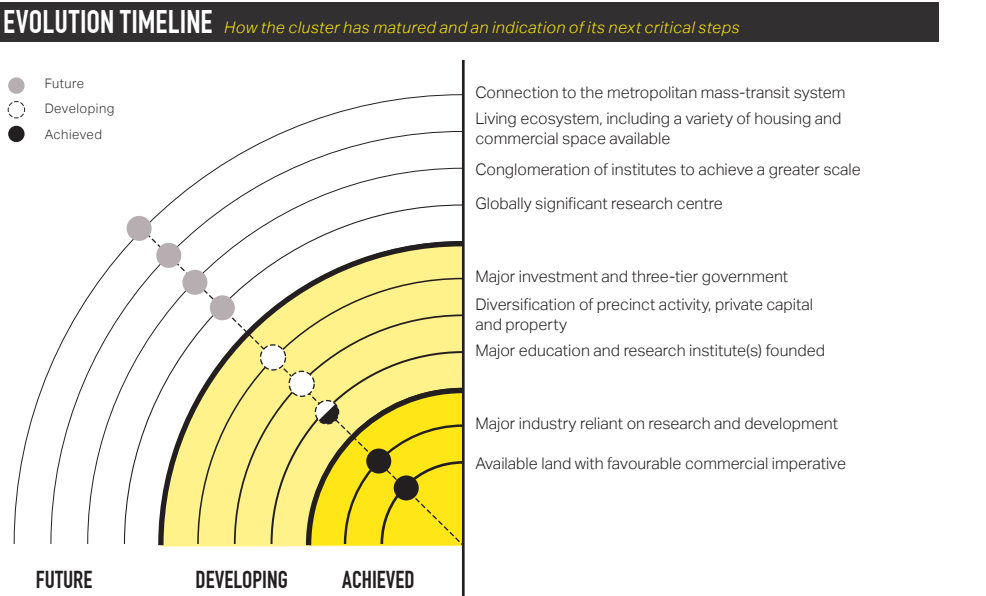 EVOLUTION TIMELINE How the cluster has matured and an indication of its next critical steps
Future
Developing
Achieved
Connection to the metropolitan mass-transit system
Living ecosystem, including a variety of housing and
commercial space available
Conglomeration of institutes to achieve a greater scale
Globally significant research centre
Major investment and three-tier government
Diversification of precinct activity, private capital
and property
Major education and research institute(s) founded
Major industry reliant on research and development
Available land with favourable commercial imperative
FUTURE DEVELOPING ACHIEVED